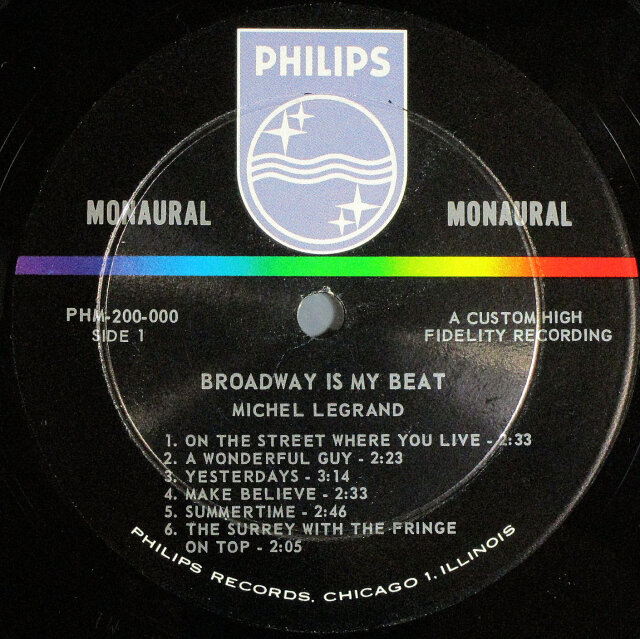 PHILIPS
MONAURAL
MONAURAL
PHM-200-000
SIDE 1
A CUSTOM HIGH
FIDELITY RECORDING
BROADWAY IS MY BEAT
MICHEL LEGRAND
1. ON THE STREET WHERE YOU LIVE - 2:33
2. A WONDERFUL GUY - 2:23
3. YESTERDAYS - 3:14
4. MAKE BELIEVE - 2:33
5. SUMMERTIME - 2:46
6. THE SURREY WITH THE FRINGE
ON TOP - 2:05
PHILIPS RECORDS, CHICAGO 1, ILLINOIS